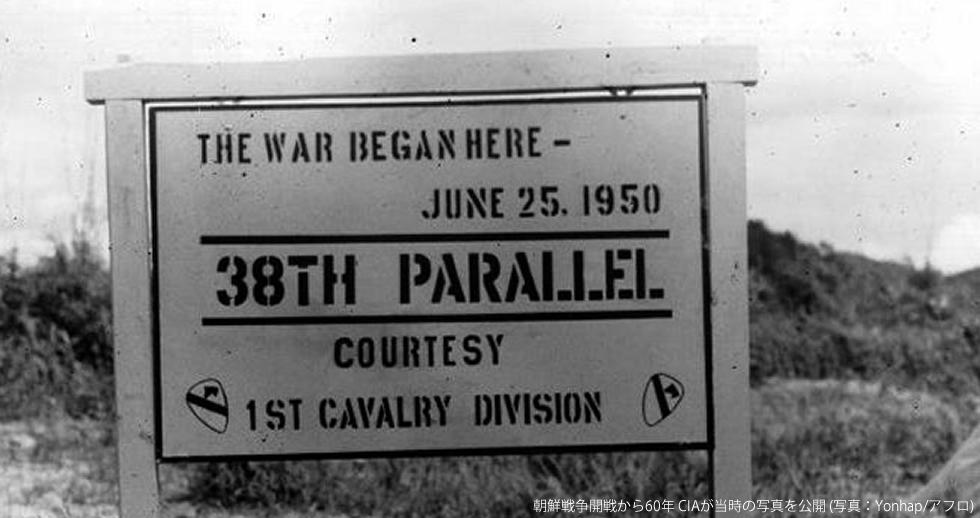 THE WAR BEGAN HERE –
JUNE 25. 1950
38TH PARALLEL
COURTESY
1ST CAVALRY DIVISION
朝鮮戦争開戦から60年 CIAが当時の写真を公開 (写真：Yonhap/アフロ)